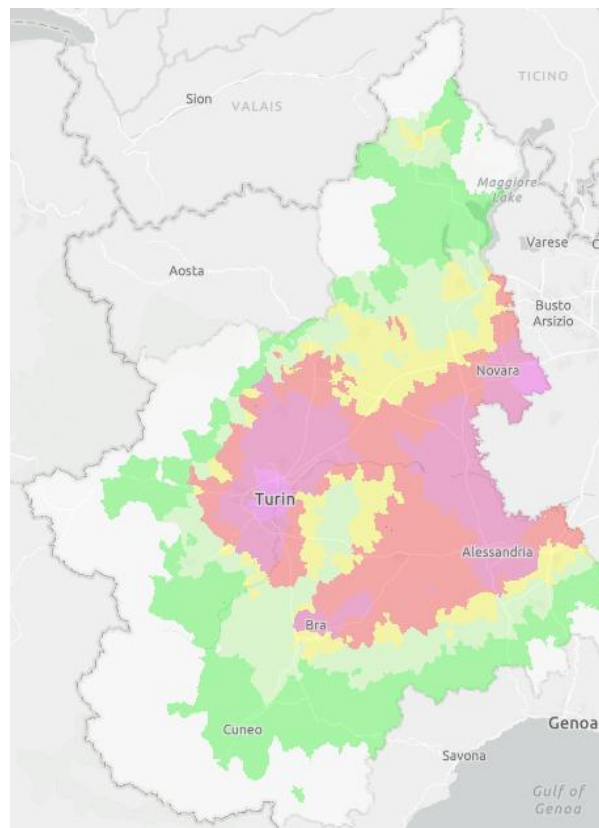 TICINO
Sion
VALAIS
Maggiore
Lake
Varese
C
Aosta
Busto
Arsizio
Novara
Turin
Alessandria
Bra
Cuneo
Genoa
Savona
Gulf of
Genoa